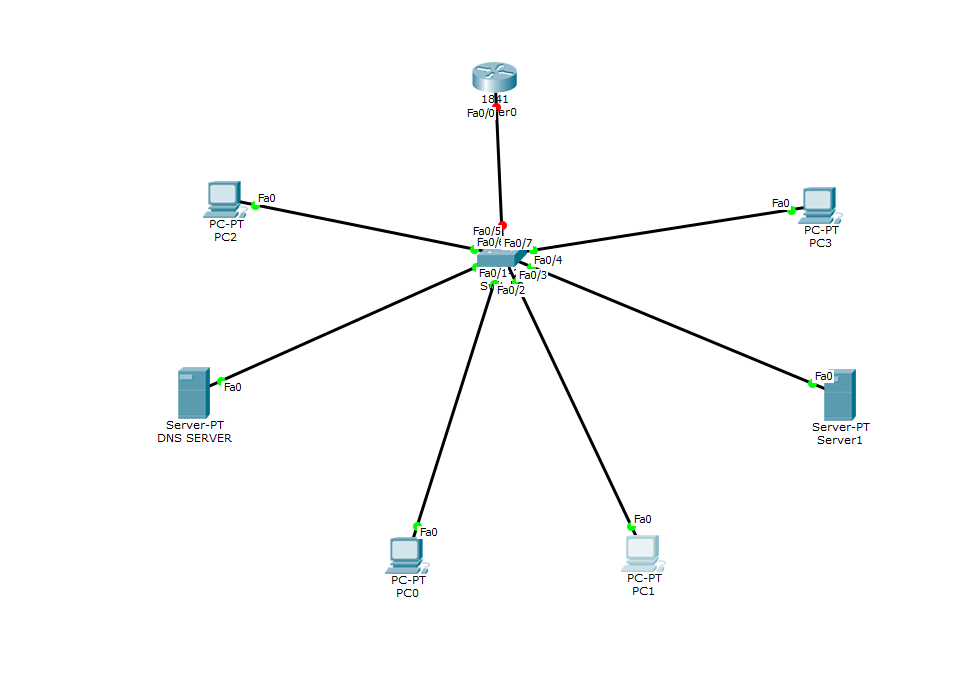 1841
Fa0/0
er0
Fa0
PC-PT
PC2
Fa0
PC-PT
PC3
Fa0/5
Fa0/6
Fa0/7
Fa0/4
Fa0/1
Fa0/3
Fa0/2
Fa0
Server-PT
DNS SERVER
Fa0
Server-PT
Server1
Fa0
PC-PT
PC0
Fa0
PC-PT
PC1